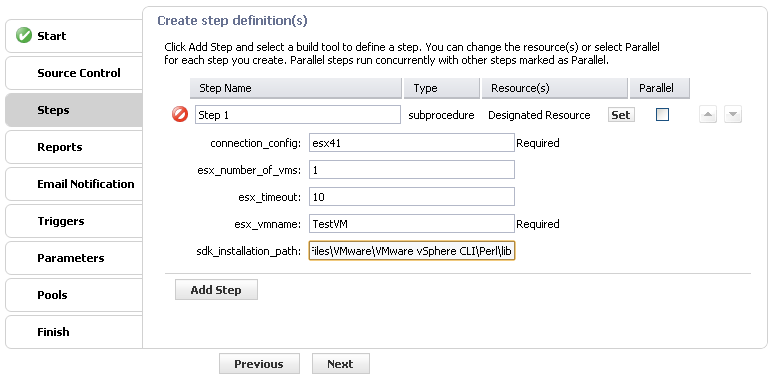 Create step definition(s)
Start
Click Add Step and select a build tool to define a step. You can change the resource(s) or select Parallel
for each step you create. Parallel steps run concurrently with other steps marked as Parallel.
Source Control
Step Name Type Resource(s) Parallel
Steps
Step 1 subprocedure Designated Resource Set
Reports
connection_config: esx41 Required
Email Notification
esx_number_of_vms: 1
esx_timeout: 10
Triggers
esx_vmname: TestVM Required
Parameters
sdk_installation_path: Files\VMware\VMware vSphere CLI\Perl\lib
Pools
Add Step
Finish
Previous Next